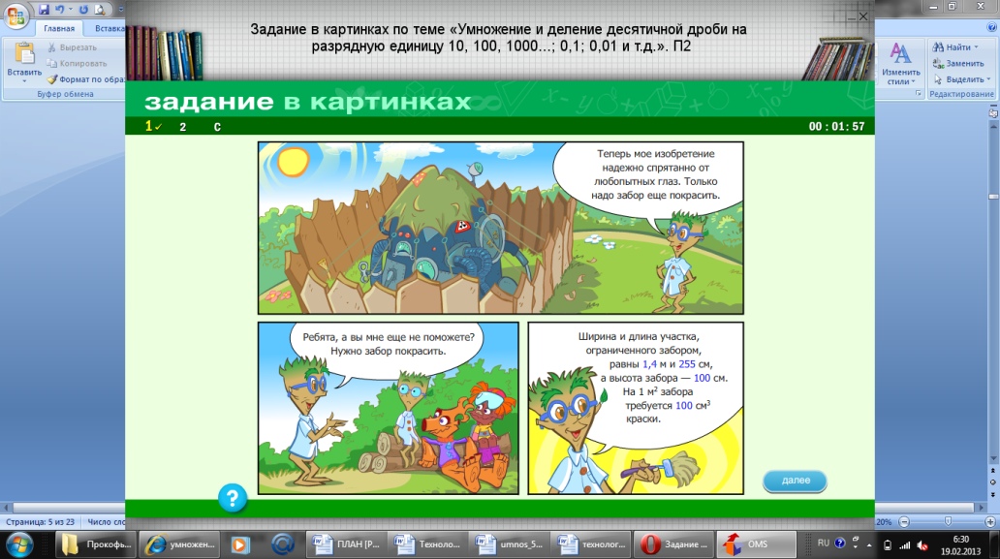 Главная
Вставка
Вставить
Вырезать
Копировать
Формат по обра
Буфер обмена
Задание в картинках по теме «Умножение и деление десятичной дроби на
разрядную единицу 10, 100, 1000...; 0,1; 0,01 и т.д.». П2
Изменить
стили
Найти
Заменить
Выделить
Редактирование
задание в картинках
1 2 С
00 : 01 : 57
Теперь мое изобретение
надежно спрятанно от
любопытных глаз. Только
надо забор еще покрасить.
Ребята, а вы мне еще не поможете?
Нужно забор покрасить.
Ширина и длина участка,
ограниченного забором,
равны 1,4 м и 255 см,
а высота забора — 100 см.
На 1 м² забора
требуется 100 см³
краски.
далее
?
Страница: 5 из 23
Число сло
20%
Прокофь...
умножен...
ПЛАН [Р...
Техноло...
umnos_5...
технолог...
Задание ...
OMS
RU
6:30
19.02.2013